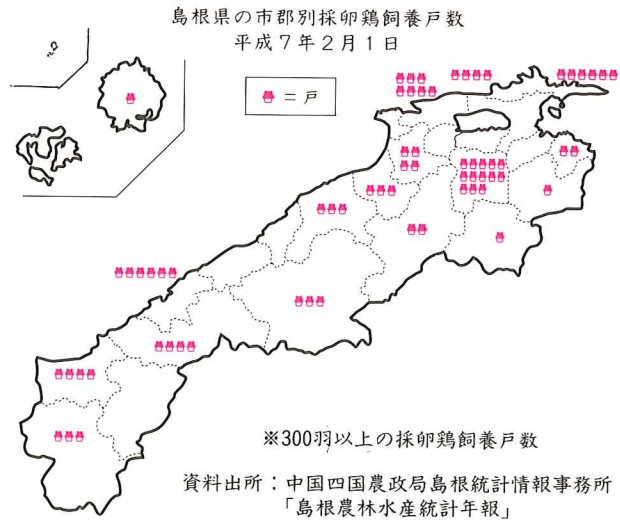 島根県の市郡別採卵鶏飼養戸数
平成7年2月1日
=戸
※300羽以上の採卵鶏飼養戸数
資料出所：中国四国農政局島根統計情報事務所
「島根農林水産統計年報」